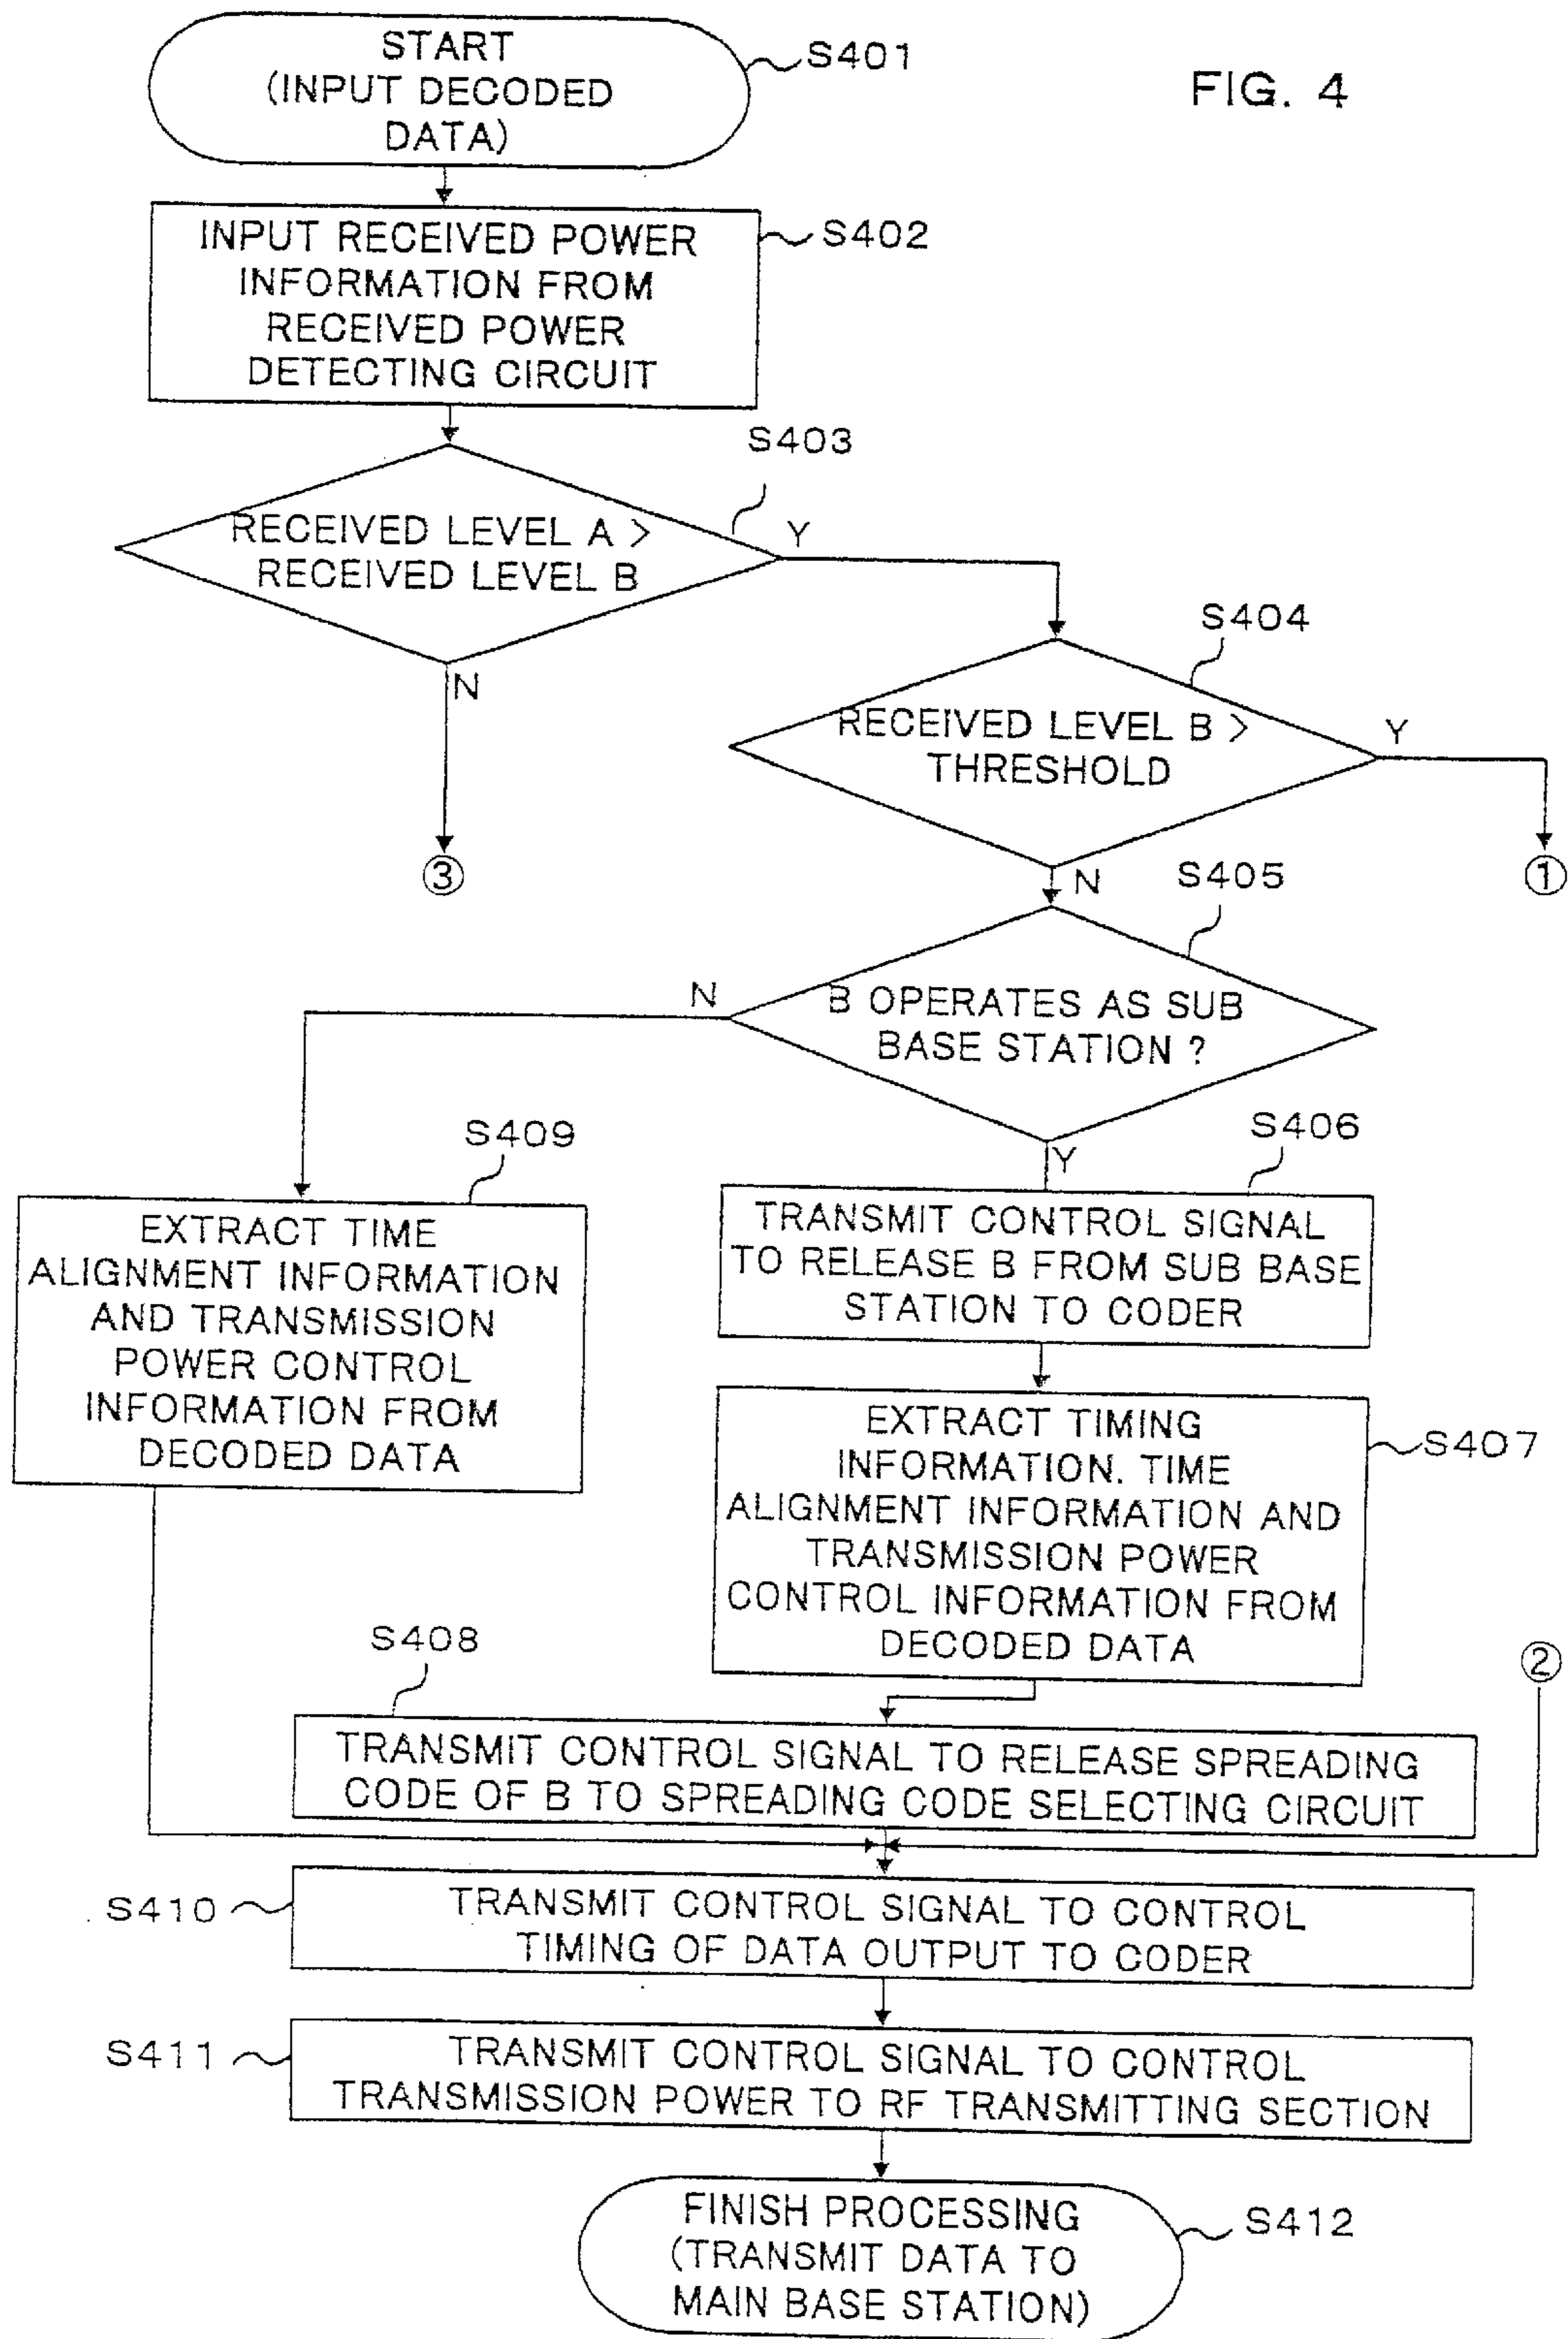 FIG. 4
START
(INPUT DECODED
DATA)
S401
INPUT RECEIVED POWER
INFORMATION FROM
RECEIVED POWER
DETECTING CIRCUIT
S402
S403
RECEIVED LEVEL A >
RECEIVED LEVEL B
Y
N
③
S404
RECEIVED LEVEL B >
THRESHOLD
Y
①
N
S405
B OPERATES AS SUB
BASE STATION ?
N
Y
S409
EXTRACT TIME
ALIGNMENT INFORMATION
AND TRANSMISSION
POWER CONTROL
INFORMATION FROM
DECODED DATA
S406
TRANSMIT CONTROL SIGNAL
TO RELEASE B FROM SUB BASE
STATION TO CODER
EXTRACT TIMING
INFORMATION. TIME
ALIGNMENT INFORMATION AND
TRANSMISSION POWER
CONTROL INFORMATION FROM
DECODED DATA
S407
S408
②
TRANSMIT CONTROL SIGNAL TO RELEASE SPREADING
CODE OF B TO SPREADING CODE SELECTING CIRCUIT
S410
TRANSMIT CONTROL SIGNAL TO CONTROL
TIMING OF DATA OUTPUT TO CODER
S411
TRANSMIT CONTROL SIGNAL TO CONTROL
TRANSMISSION POWER TO RF TRANSMITTING SECTION
FINISH PROCESSING
(TRANSMIT DATA TO
MAIN BASE STATION)
S412